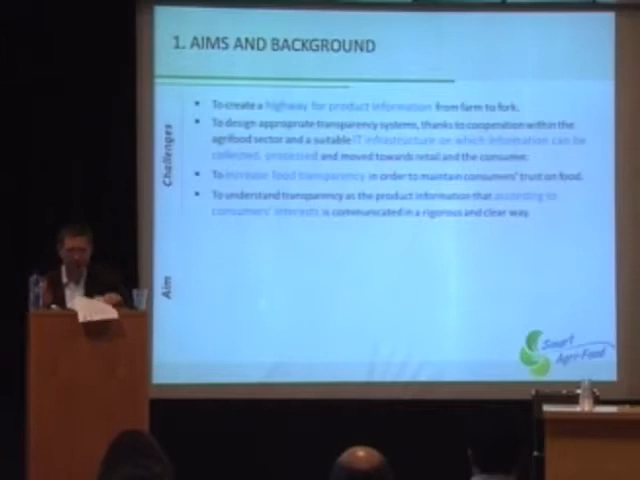 1. AIMS AND BACKGROUND
Challenges
To create a highway for product information from farm to fork.
To design appropriate transparency systems, thanks to cooperation within the
agrifood sector and a suitable IT infrastructure on which information can be
collected, processed and moved towards retail and the consumer.
To increase food transparency in order to maintain consumers' trust on food.
To understand transparency as the product information that according to
consumers' interests is communicated in a rigorous and clear way.
Aim
Smart
Agri-Food